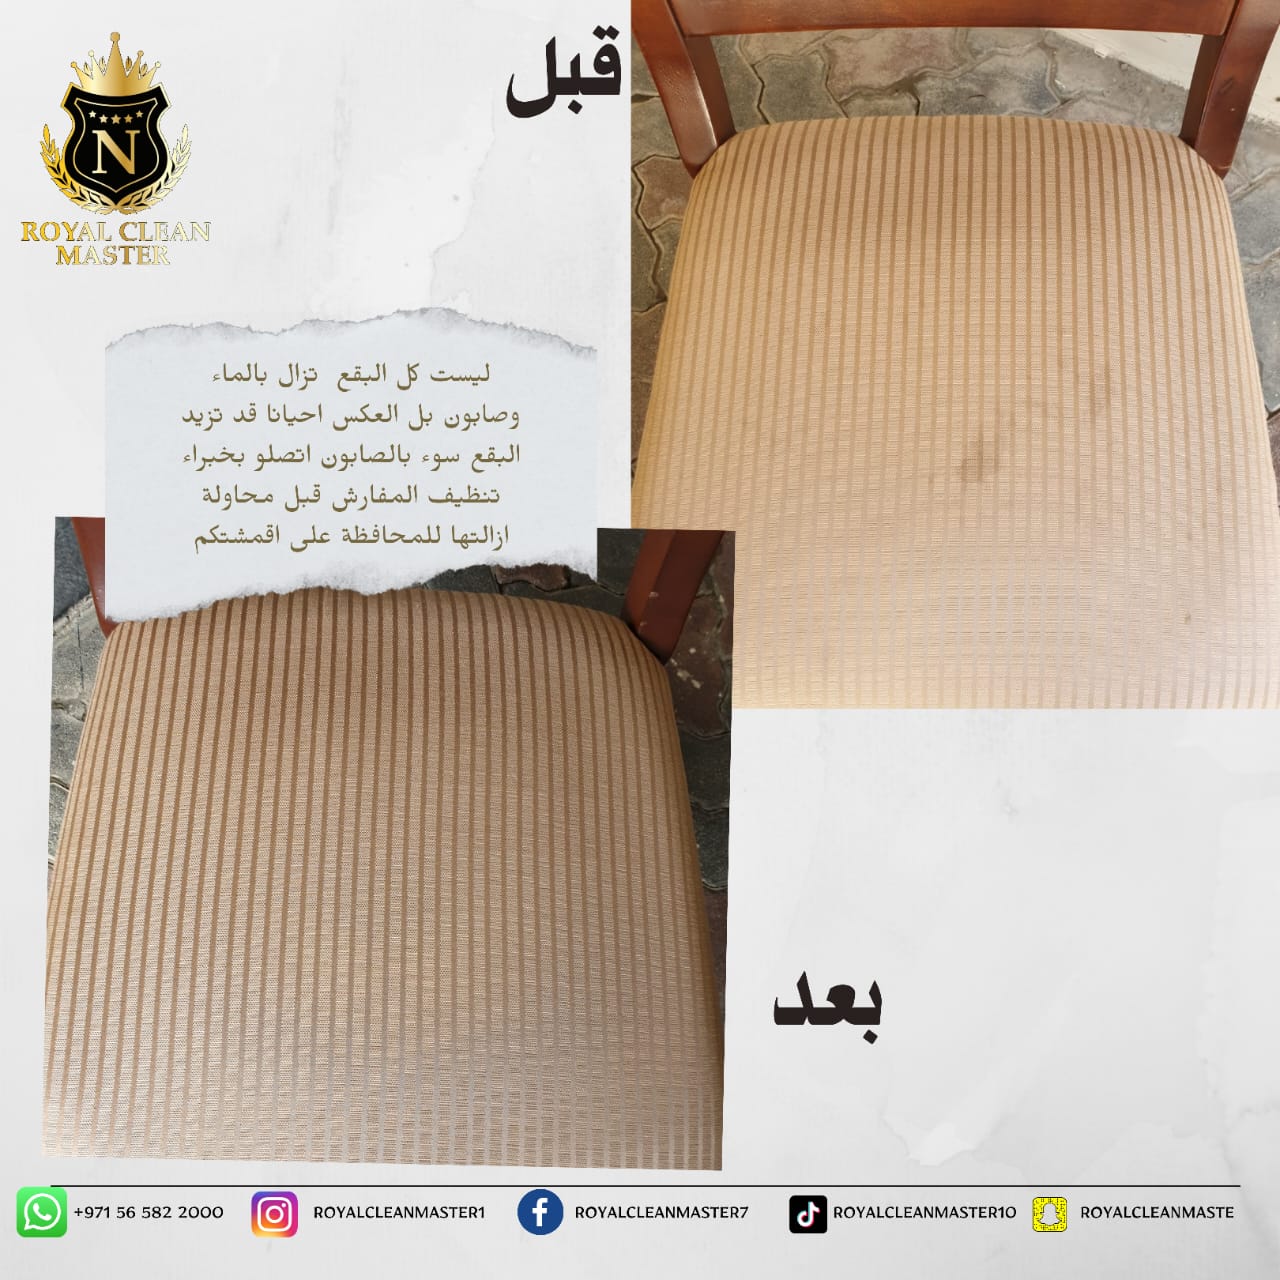 قبل
N
ROYAL CLEAN
MASTER
ليست كل البقع تزال بالماء
وصابون بل العكس احيانا قد تزيد
البقع سوء بالصابون اتصلو بخبراء
تنظيف المفارش قبل محاولة
ازالتها للمحافظة على اقمشتكم
بعد
+971 56 582 2000 ROYALCLEANMASTER1 ROYALCLEANMASTER7 ROYALCLEANMASTER10 ROYALCLEANMASTE